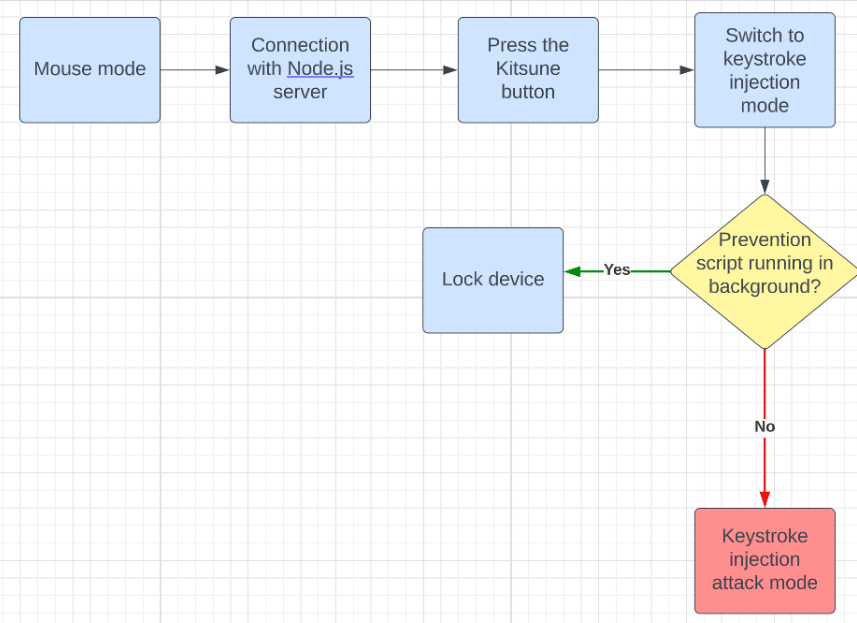 Mouse mode
Connection
with Node.js
server
Press the
Kitsune
button
Switch to
keystroke
injection
mode
Prevention
script running in
background?
Yes
Lock device
No
Keystroke
injection
attack mode